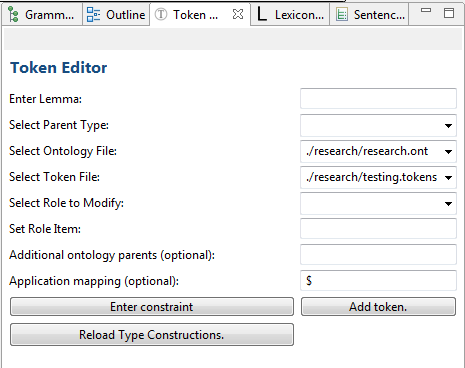 Gramm... Outline Token ... Lexicon... Sentenc...
Token Editor
Enter Lemma:
Select Parent Type:
Select Ontology File: ./research/research.ont
Select Token File: ./research/testing.tokens
Select Role to Modify:
Set Role Item:
Additional ontology parents (optional):
Application mapping (optional): $
Enter constraint Add token.
Reload Type Constructions.